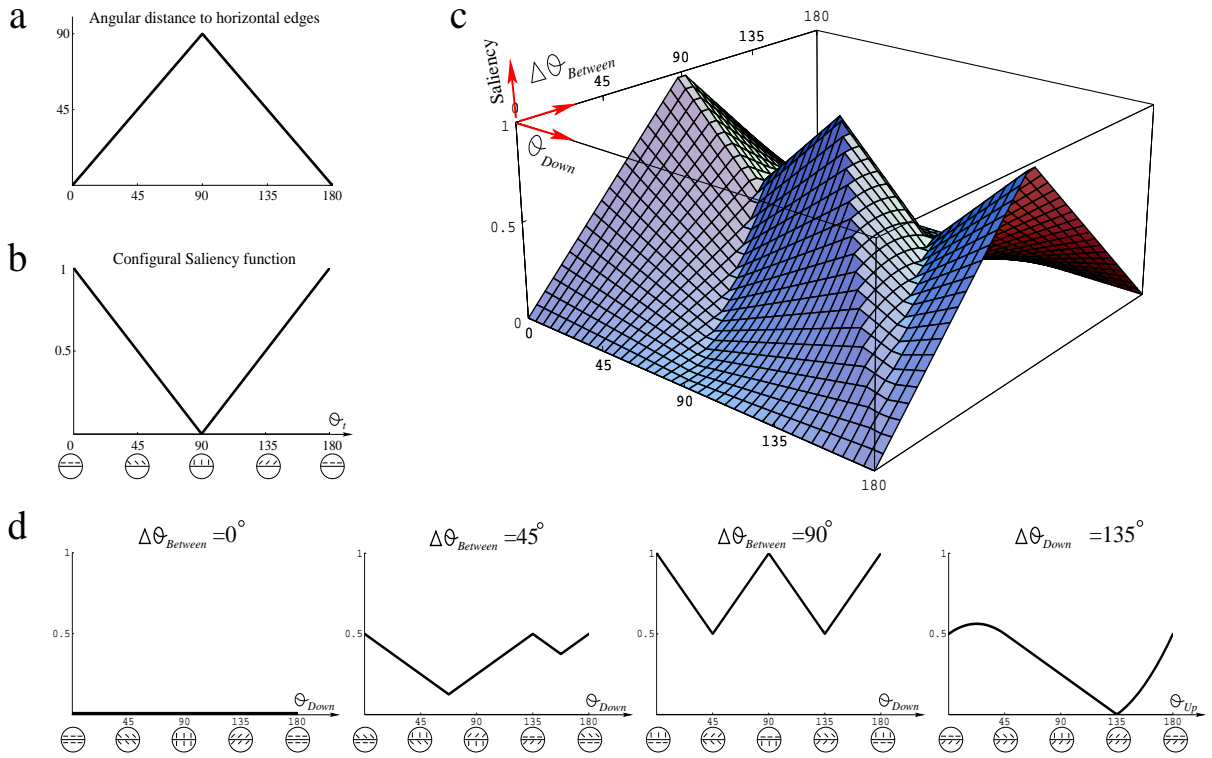 a
Angular distance to horizontal edges
90
45
0 45 90 135 180
b
Configural Saliency function
1
0.5
0 45 90 135 180
ϴt
c
Saliency
ΔϴBetween
ϴDown
0 45 90 135 180
1
0.5
0
0 45 90 135 180
d
ΔϴBetween =0°
1
0.5
45 90 135 180
ϴDown
ΔϴBetween =45°
1
0.5
45 90 135 180
ϴDown
ΔϴBetween =90°
1
0.5
45 90 135 180
ϴDown
ΔϴDown =135°
1
0.5
45 90 135 180
ϴUp